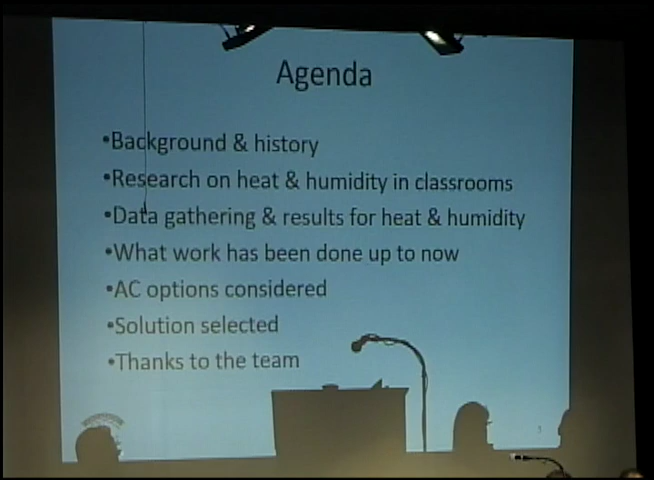 Agenda
•Background & history
•Research on heat & humidity in classrooms
•Data gathering & results for heat & humidity
•What work has been done up to now
•AC options considered
•Solution selected
•Thanks to the team